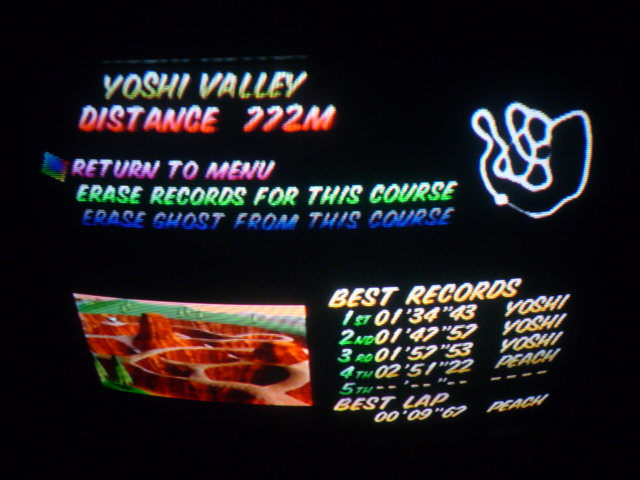 YOSHI VALLEY
DISTANCE 772M
RETURN TO MENU
ERASE RECORDS FOR THIS COURSE
ERASE GHOST FROM THIS COURSE
BEST RECORDS
1ST 01'34"43 YOSHI
2ND 01'47"57 YOSHI
3RD 01'57"53 YOSHI
4TH 02'51"22 PEACH
5TH --'--"-- ----
BEST LAP
00'09"67 PEACH